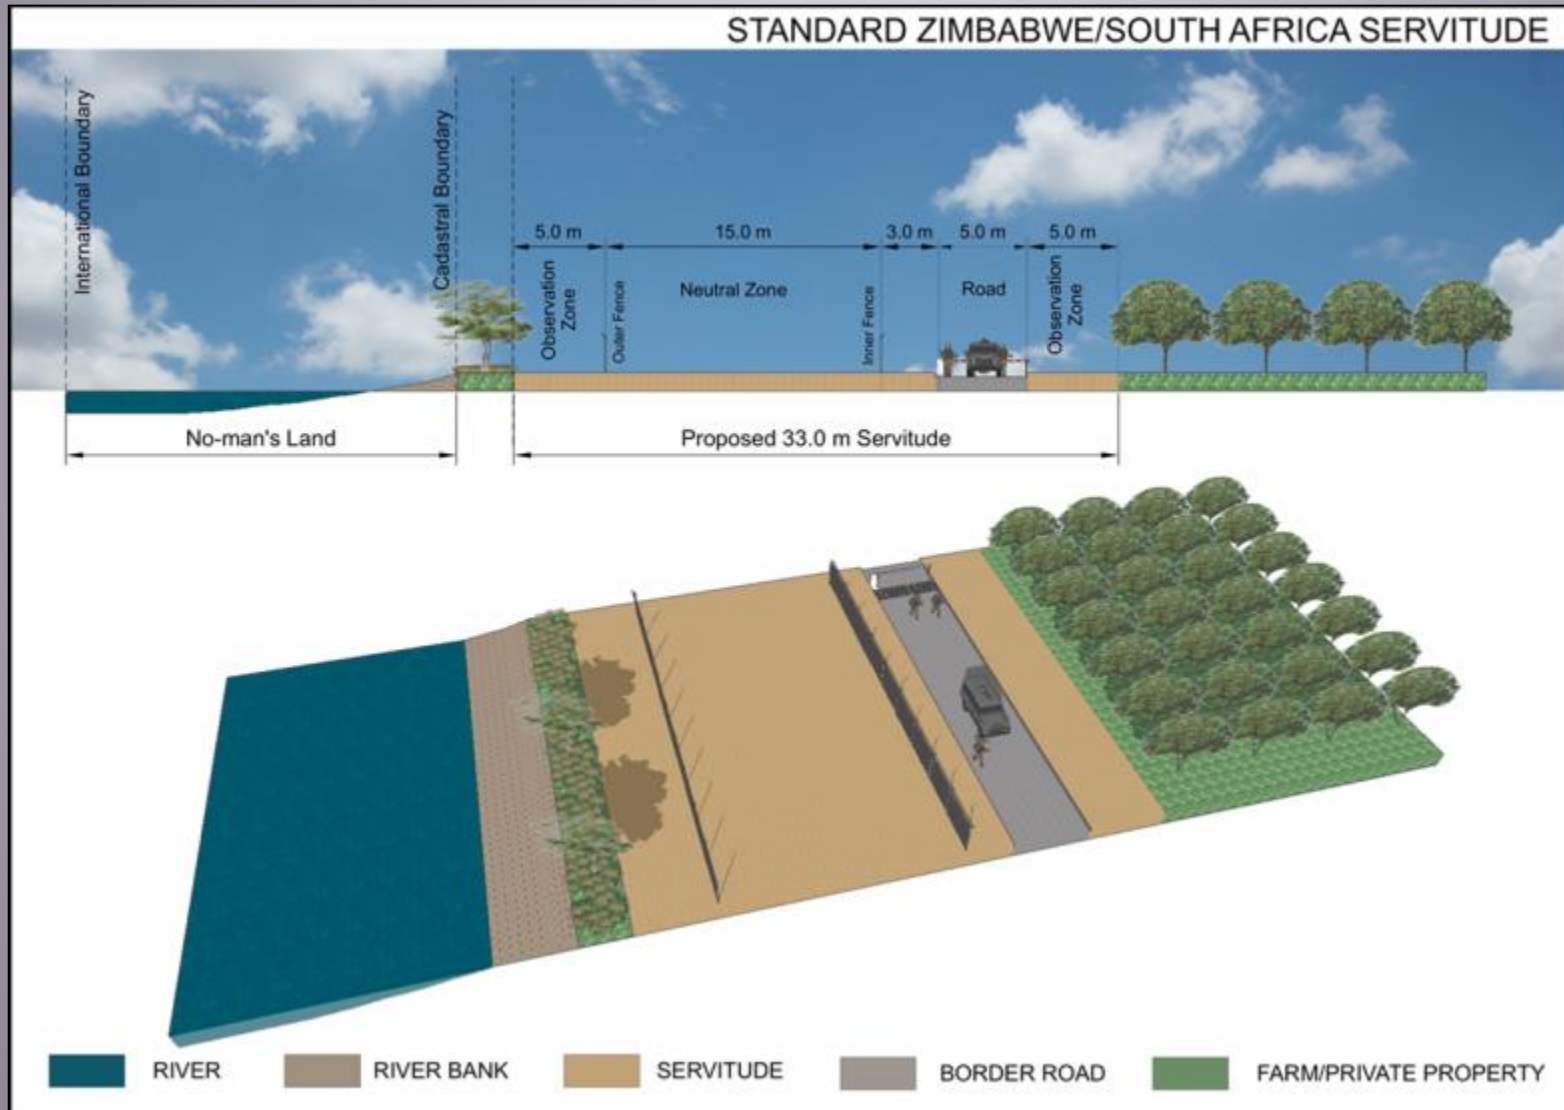 STANDARD ZIMBABWE/SOUTH AFRICA SERVITUDE
International Boundary
Cadastral Boundary
5.0 m
15.0 m
3.0 m
5.0 m
5.0 m
Observation
Zone
Outer Fence
Neutral Zone
Inner Fence
Road
Observation
Zone
No-man's Land
Proposed 33.0 m Servitude
RIVER
RIVER BANK
SERVITUDE
BORDER ROAD
FARM/PRIVATE PROPERTY